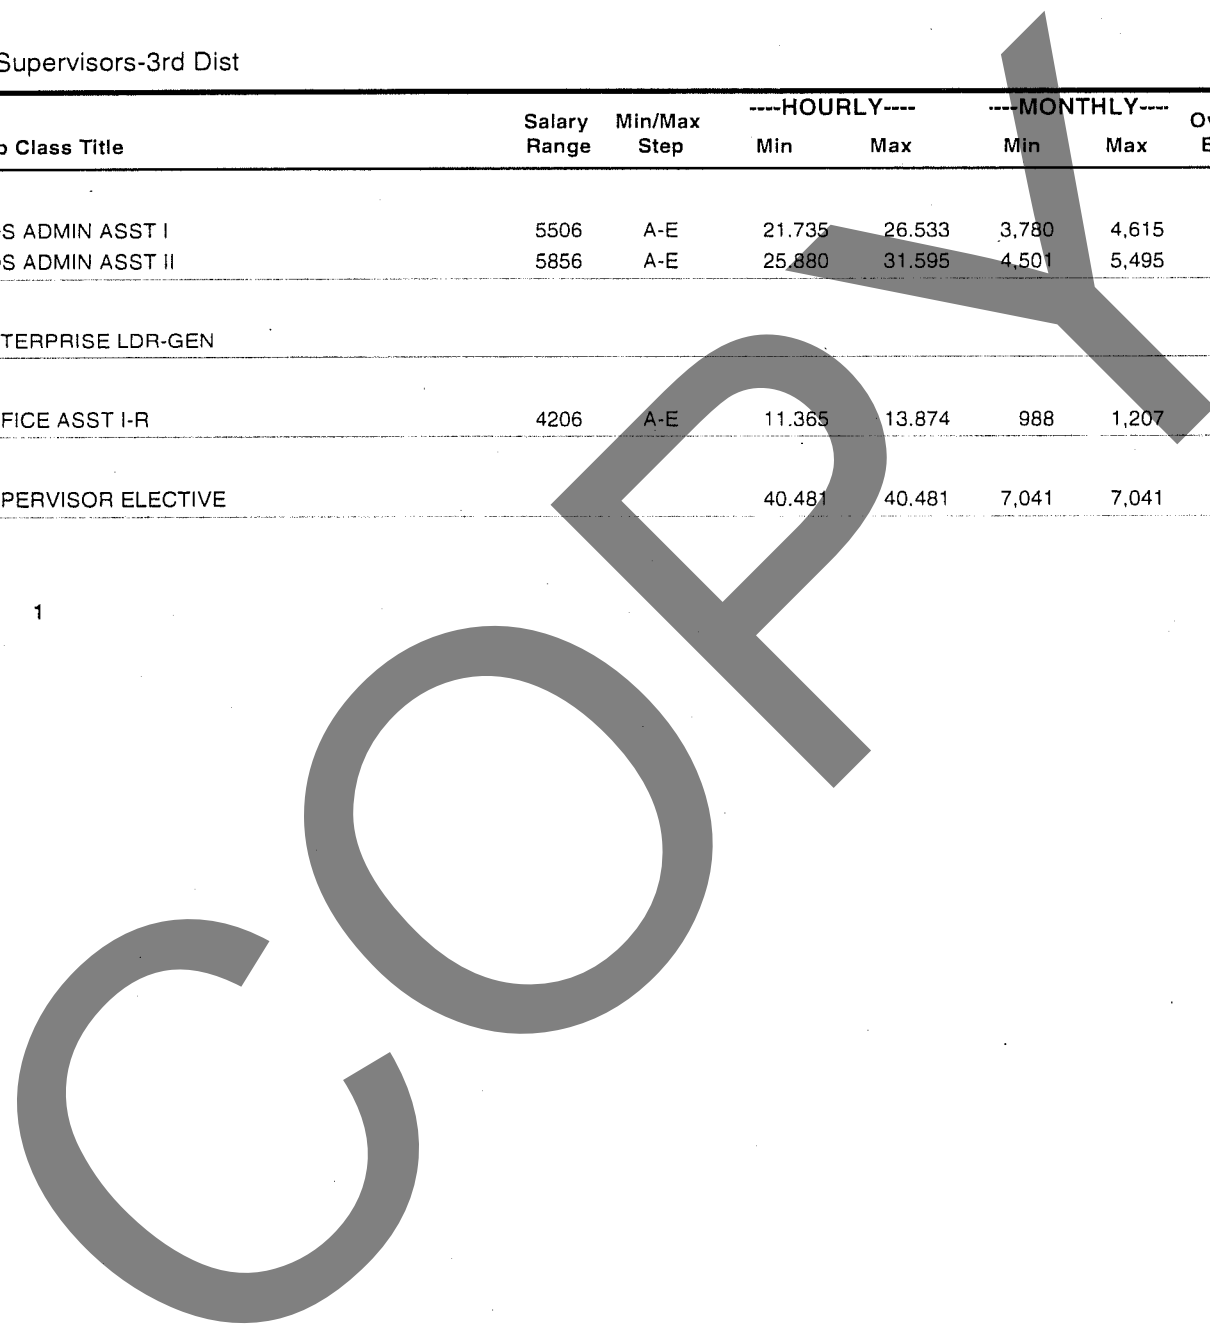 Supervisors-3rd Dist
----HOURLY---- ----MONTHLY----
Salary Min/Max
Class Title Range Step Min Max Min Max
S ADMIN ASST I 5506 A-E 21.735 26.533 3,780 4,615
S ADMIN ASST II 5856 A-E 25.880 31.595 4,501 5,495
TERPRISE LDR-GEN
FICE ASST I-R 4206 A-E 11.365 13.874 988 1,207
PERVISOR ELECTIVE 40.481 40.481 7,041 7,041
1
COPY